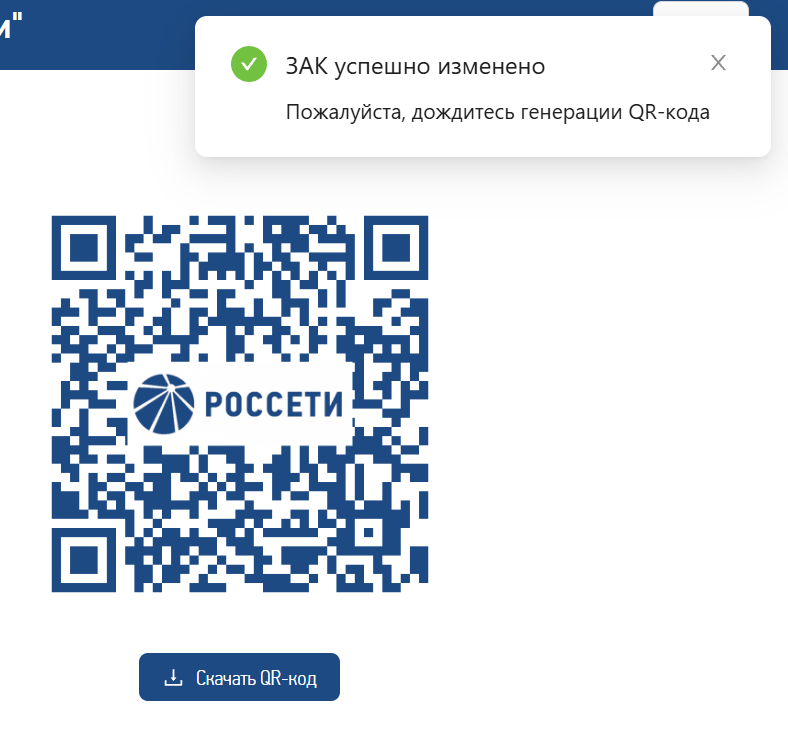 и"
ЗАК успешно изменено
Пожалуйста, дождитесь генерации QR-кода
РОССЕТИ
Скачать QR-код